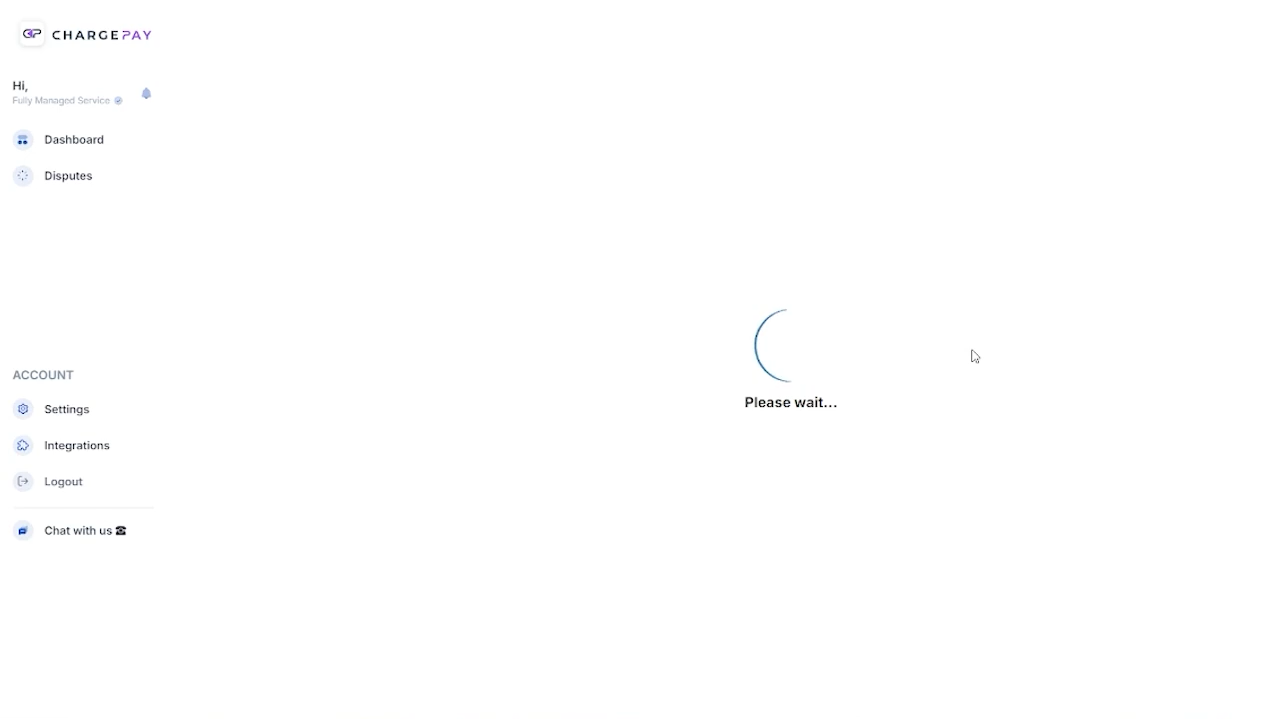 CHARGEPAY
Hi,
Fully Managed Service
Dashboard
Disputes
Please wait...
ACCOUNT
Settings
Integrations
Logout
Chat with us ☎